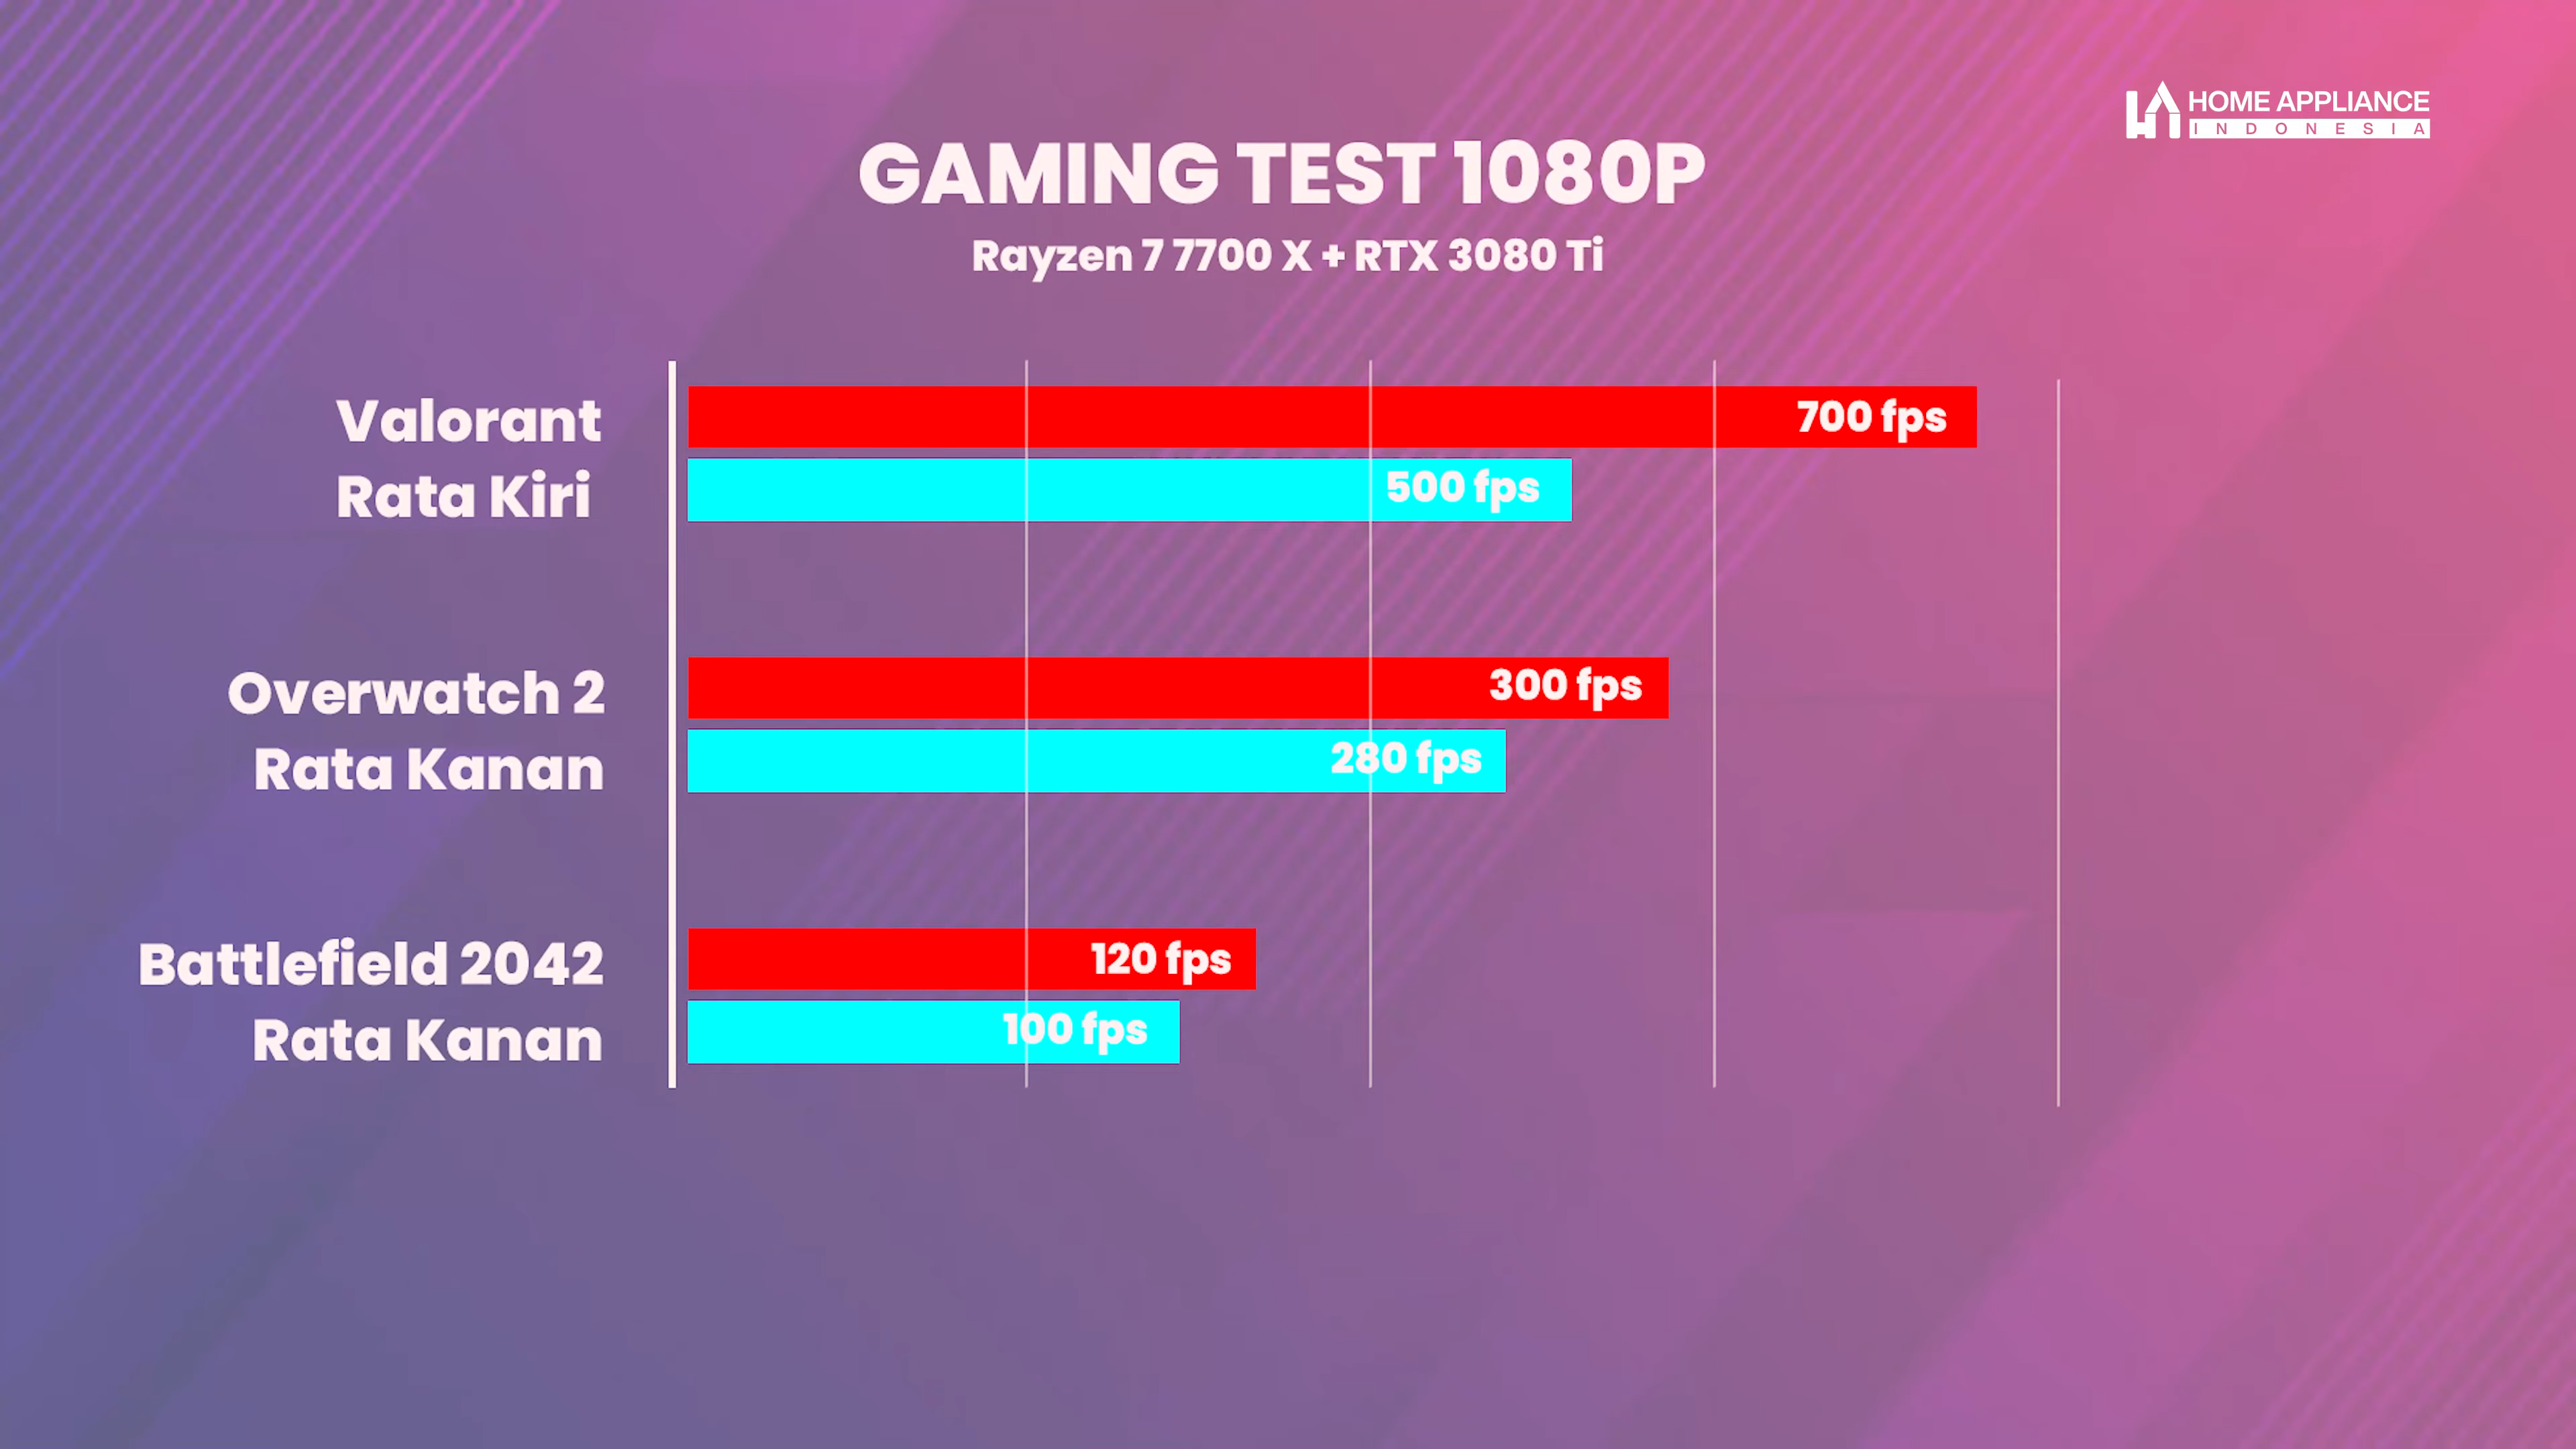 HOME APPLIANCE
INDONESIA
GAMING TEST 1080P
Rayzen 7 7700 X + RTX 3080 Ti
Valorant
Rata Kiri
700 fps
500 fps
Overwatch 2
Rata Kanan
300 fps
280 fps
Battlefield 2042
Rata Kanan
120 fps
100 fps